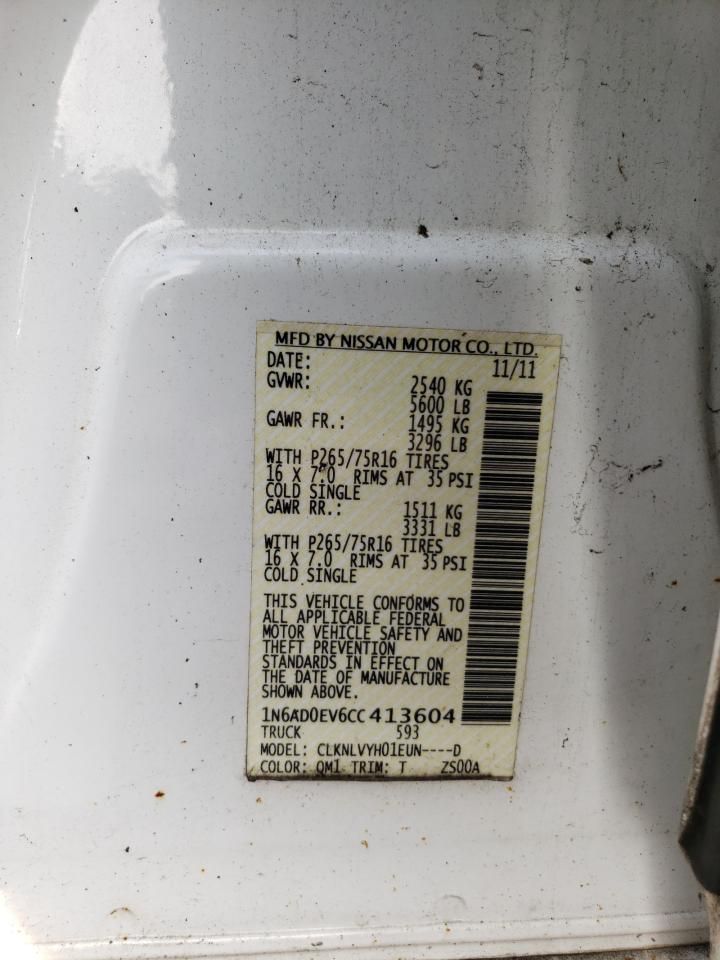 MFD BY NISSAN MOTOR CO., LTD.
DATE: 11/11
GVWR: 2540 KG
5600 LB
GAWR FR.: 1495 KG
3296 LB
WITH P265/75R16 TIRES
16 X 7.0 RIMS AT 35 PSI
COLD SINGLE
GAWR RR.: 1511 KG
3331 LB
WITH P265/75R16 TIRES
16 X 7.0 RIMS AT 35 PSI
COLD SINGLE
THIS VEHICLE CONFORMS TO
ALL APPLICABLE FEDERAL
MOTOR VEHICLE SAFETY AND
THEFT PREVENTION
STANDARDS IN EFFECT ON
THE DATE OF MANUFACTURE
SHOWN ABOVE.
1N6AD0EV6CC413604
TRUCK 593
MODEL: CLKNLVYH01EUN----D
COLOR: QM1 TRIM: T ZS00A